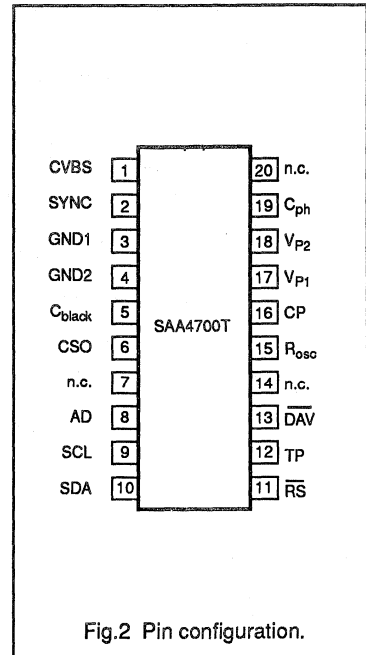 CVBS 1 20 n.c.
SYNC 2 19 Cph
GND1 3 18 VP2
GND2 4 17 VP1
Cblack 5 16 CP
SAA4700T
CSO 6 15 Rosc
n.c. 7 14 n.c.
AD 8 13 DAV
SCL 9 12 TP
SDA 10 11 RS
Fig.2 Pin configuration.